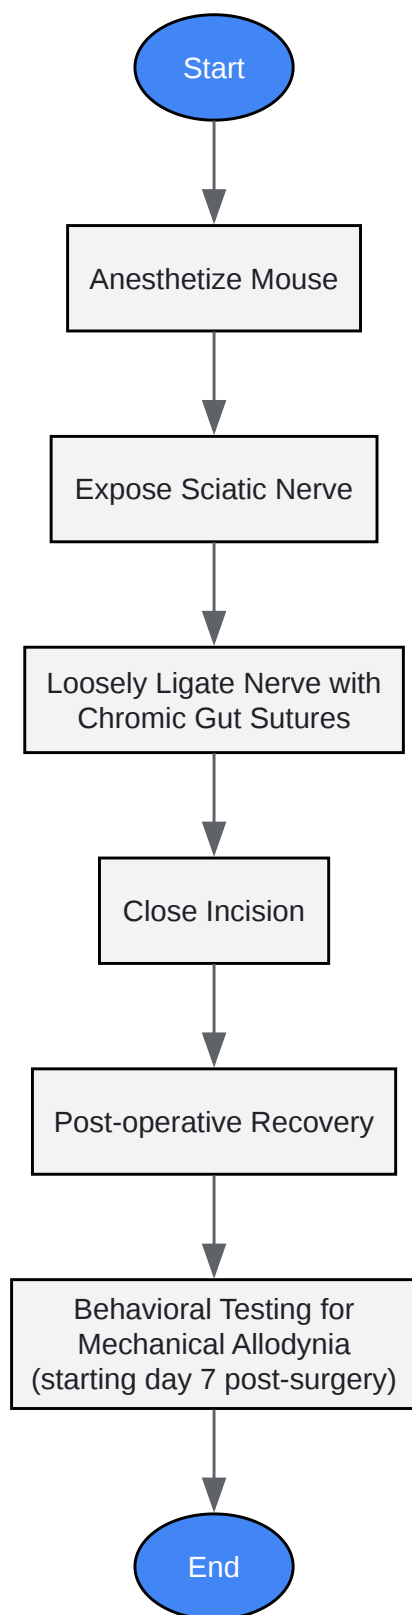 Start
Anesthetize Mouse
Expose Sciatic Nerve
Loosely Ligate Nerve with
Chromic Gut Sutures
Close Incision
Post-operative Recovery
Behavioral Testing for
Mechanical Allodynia
(starting day 7 post-surgery)
End